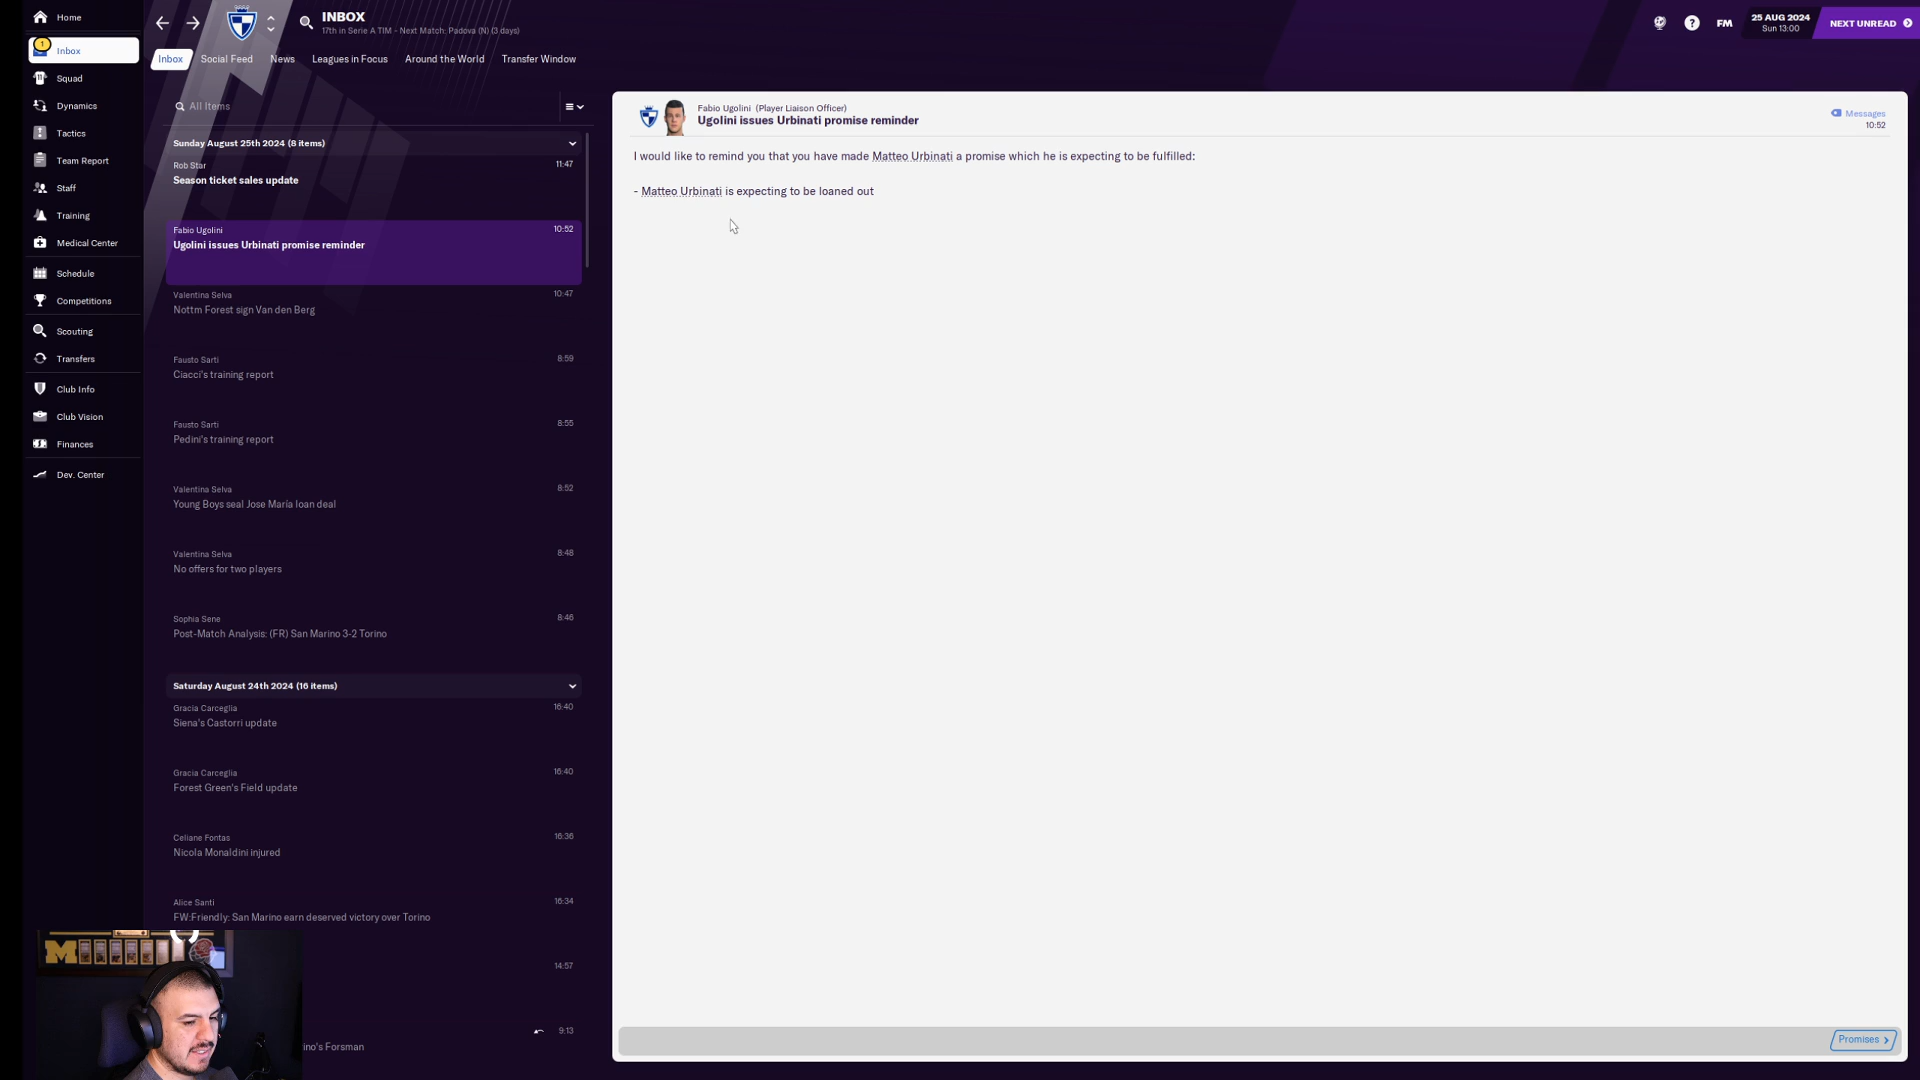 Home
Inbox
Squad
Dynamics
Tactics
Team Report
Staff
Training
Medical Center
Schedule
Competitions
Scouting
Transfers
Club Info
Club Vision
Finances
Dev. Center
INBOX
17th in Serie A TIM - Next Match: Padova (N) (3 days)
FM
25 AUG 2024
Sun 13:00
NEXT UNREAD
Inbox Social Feed News Leagues in Focus Around the World Transfer Window
All Items
Sunday August 25th 2024 (8 items)
Rob Star 11:47
Season ticket sales update
Fabio Ugolini 10:52
Ugolini issues Urbinati promise reminder
Valentina Selva 10:47
Nottm Forest sign Van den Berg
Fausto Sarti 8:59
Ciacci's training report
Fausto Sarti 8:55
Pedini's training report
Valentina Selva 8:52
Young Boys seal Jose María loan deal
Valentina Selva 8:48
No offers for two players
Sophia Sene 8:46
Post-Match Analysis: (FR) San Marino 3-2 Torino
Saturday August 24th 2024 (16 items)
Gracia Carceglia 16:40
Siena's Castorri update
Gracia Carceglia 16:40
Forest Green's Field update
Celiane Fontas 16:36
Nicola Monaldini injured
Alice Santi 16:34
FW:Friendly: San Marino earn deserved victory over Torino
14:57
9:13
ino's Forsman
M
Fabio Ugolini (Player Liaison Officer)
Ugolini issues Urbinati promise reminder
Messages
10:52
I would like to remind you that you have made Matteo Urbinati a promise which he is expecting to be fulfilled:
- Matteo Urbinati is expecting to be loaned out
Promises